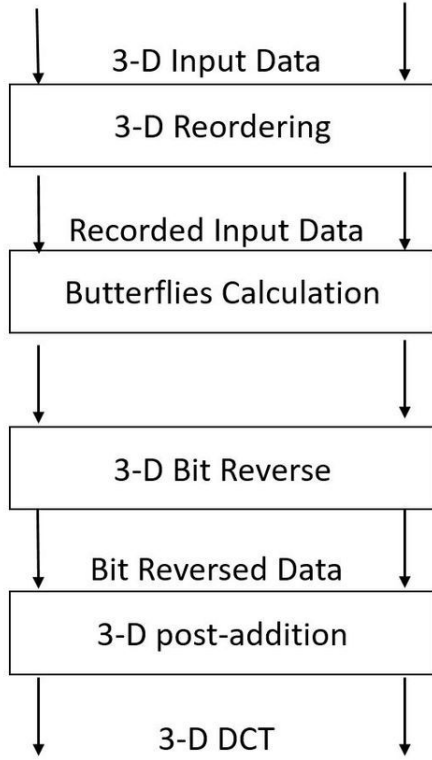 3-D Input Data
3-D Reordering
Recorded Input Data
Butterflies Calculation
3-D Bit Reverse
Bit Reversed Data
3-D post-addition
3-D DCT